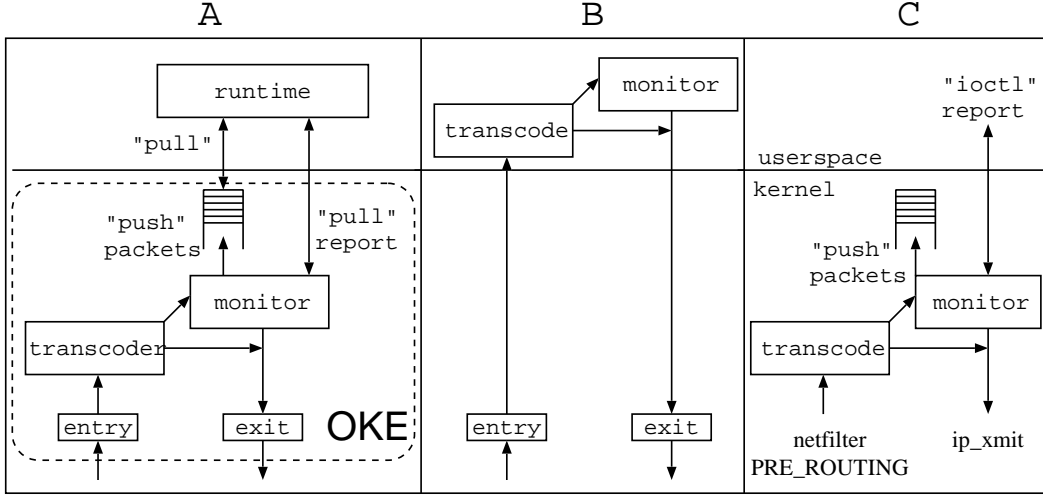 A
B
C
runtime
"pull"
"push"
packets
"pull"
report
monitor
transcoder
entry
exit
OKE
monitor
transcode
entry
exit
"ioctl"
report
userspace
kernel
"push"
packets
monitor
transcode
netfilter
PRE_ROUTING
ip_xmit